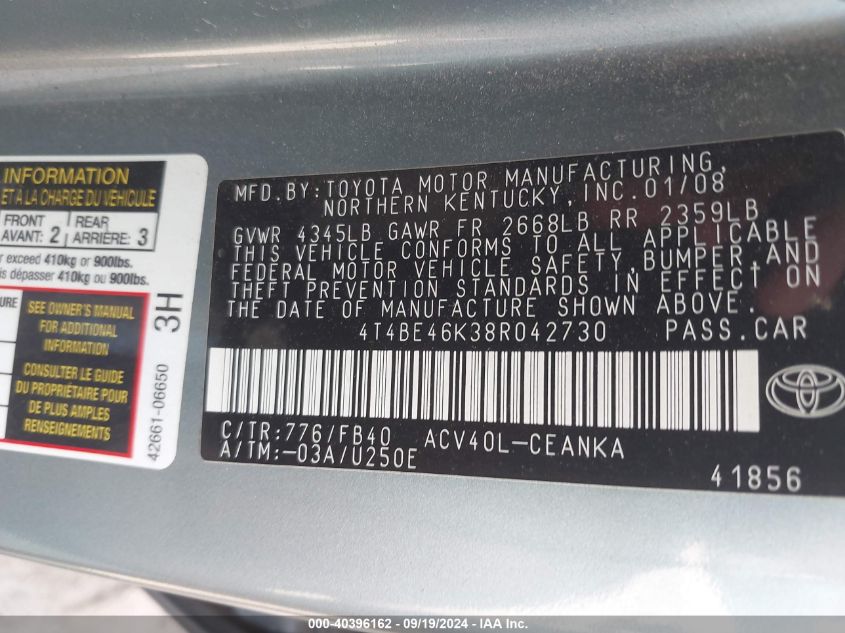 INFORMATION
ET A LA CHARGE DU VEHICULE
FRONT
AVANT: 2
REAR
ARRIÈRE: 3
exceed 410kg or 900lbs.
dépasser 410kg ou 900lbs.
SEE OWNER'S MANUAL
FOR ADDITIONAL
INFORMATION
CONSULTER LE GUIDE
DU PROPRIÉTAIRE POUR
DE PLUS AMPLES
RENSEIGNEMENTS
3H
42661-06650
MFD.BY:TOYOTA MOTOR MANUFACTURING,
NORTHERN KENTUCKY, INC.01/08
GVWR 4345LB GAWR FR 2668LB RR 2359LB
THIS VEHICLE CONFORMS TO ALL APPLICABLE
FEDERAL MOTOR VEHICLE SAFETY,BUMPER,AND
THEFT PREVENTION STANDARDS IN EFFECT ON
THE DATE OF MANUFACTURE SHOWN ABOVE.
4T4BE46K38R042730 PASS.CAR
C/TR:776/FB40 ACV40L-CEANKA
A/TM:-03A/U250E
41856
000-40396162 - 09/19/2024 - IAAI.com